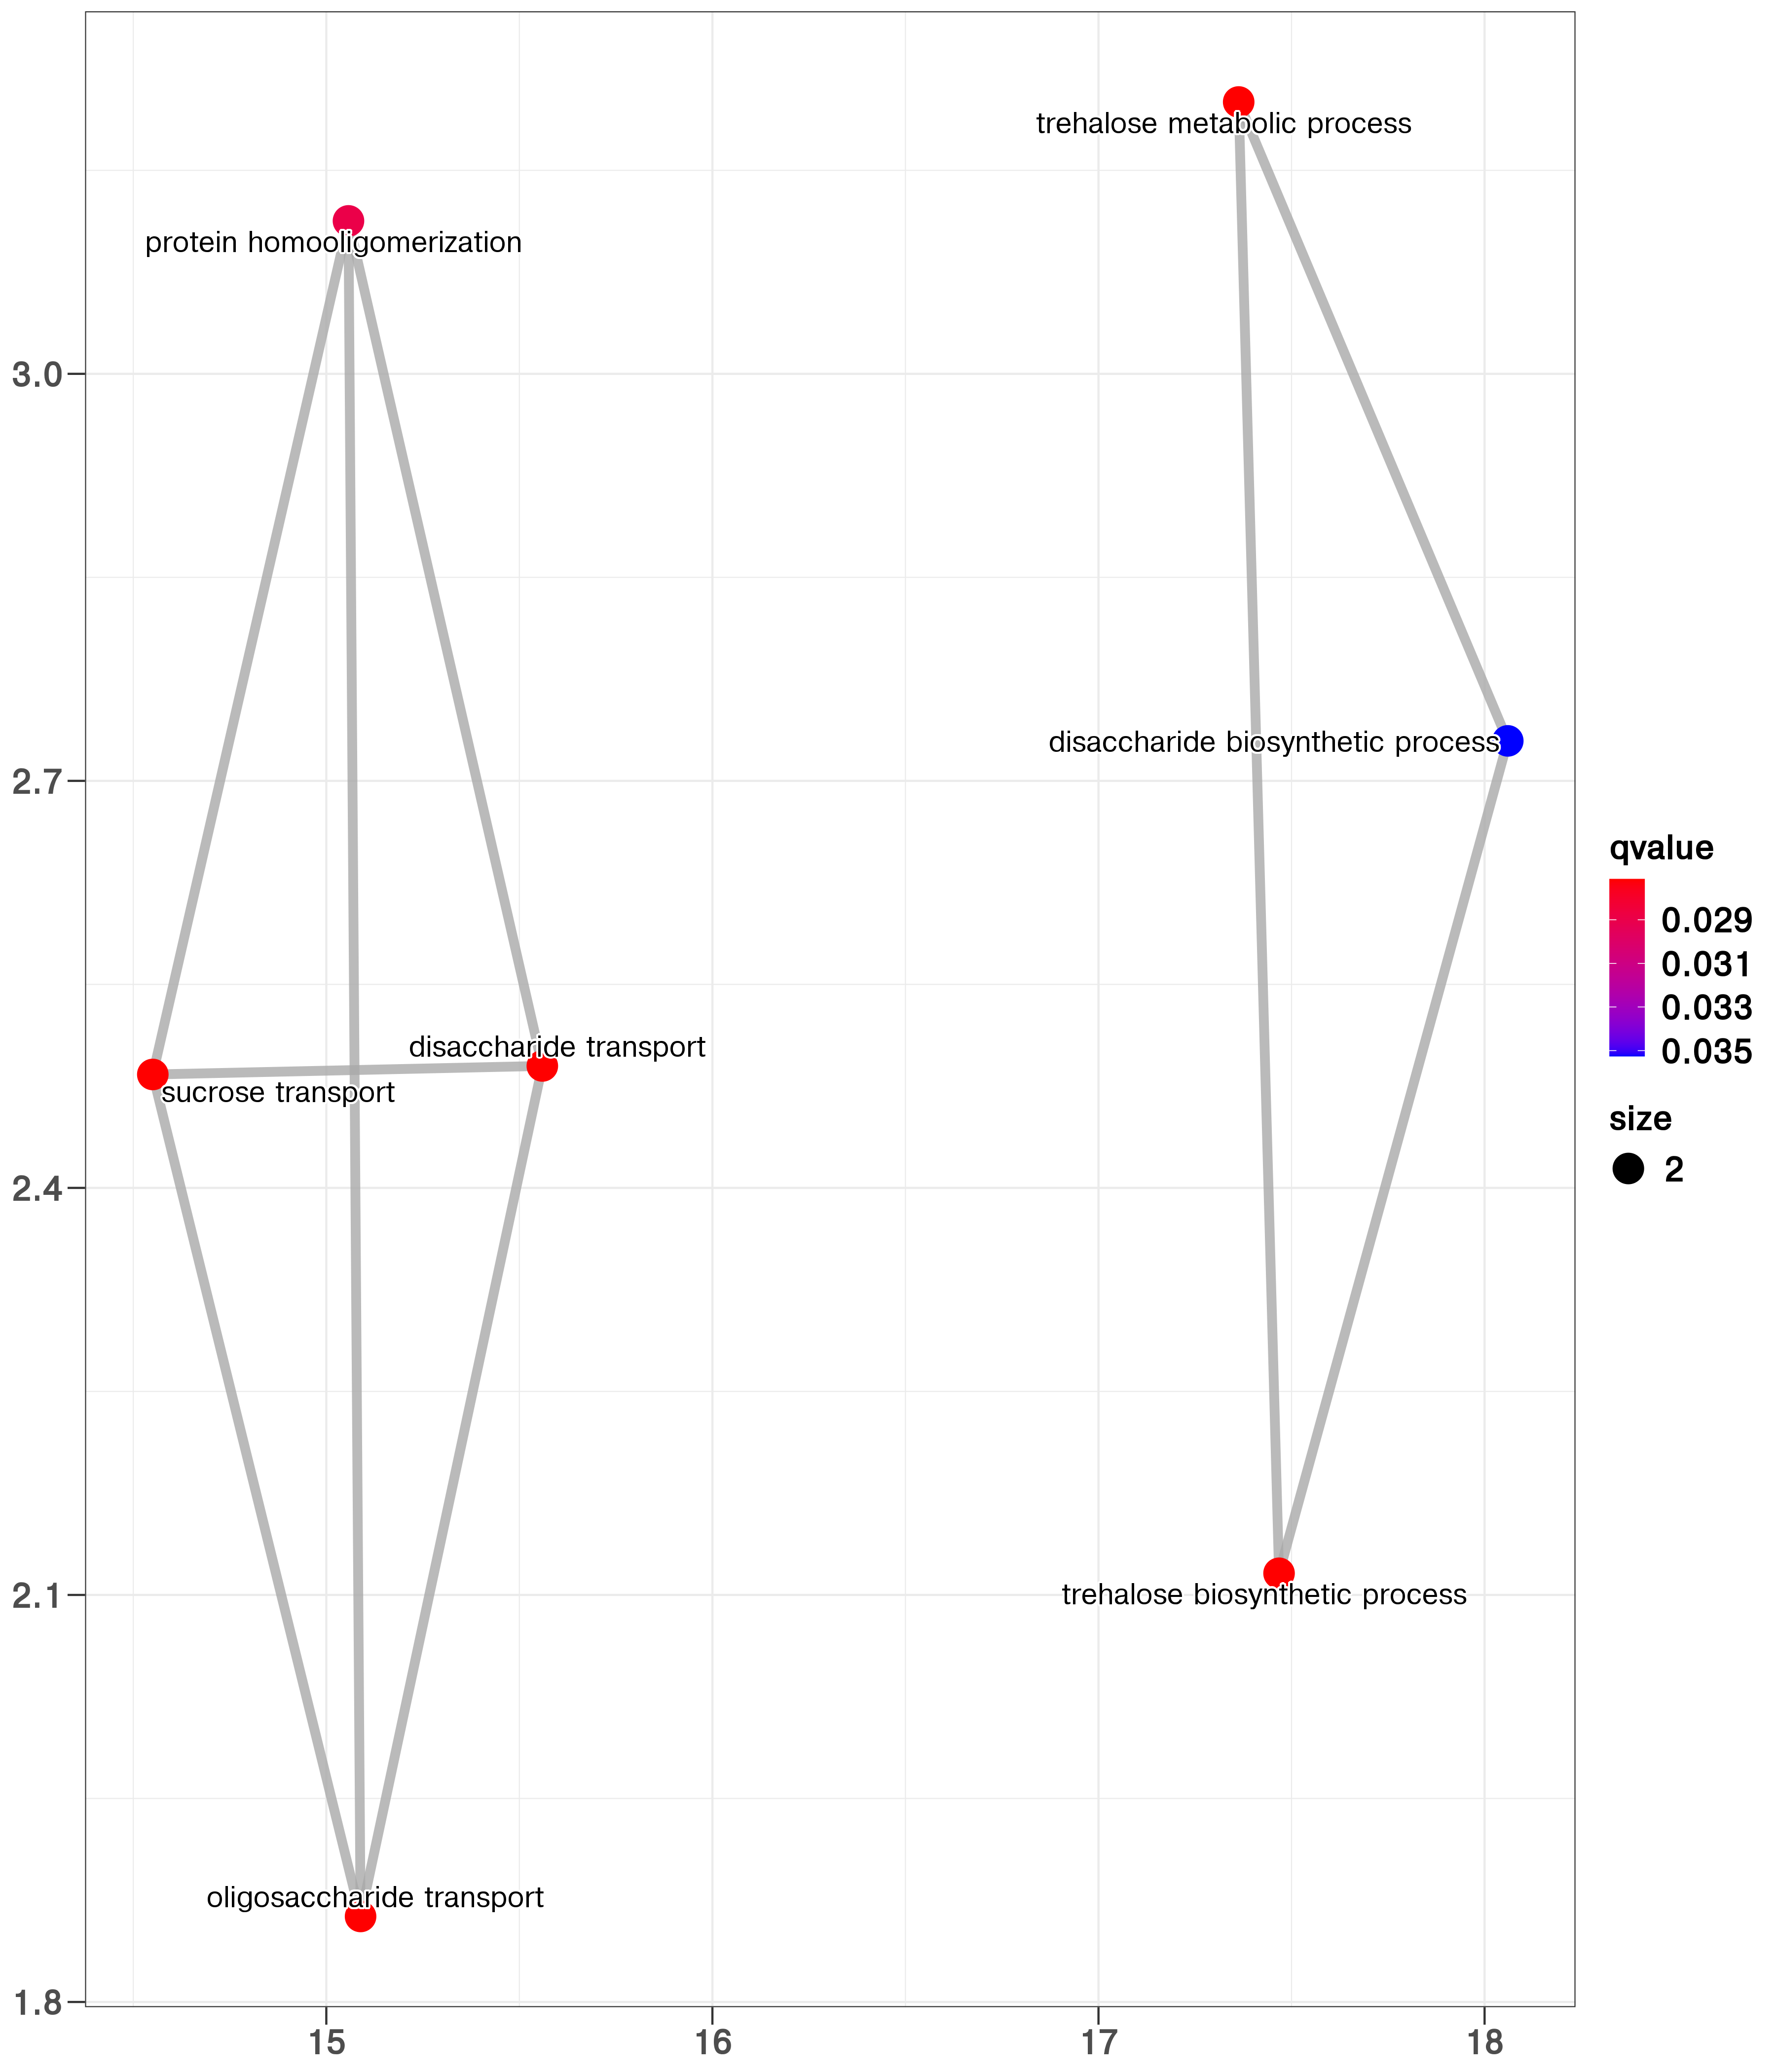 trehalose metabolic process
protein homooligomerization
3.0
disaccharide biosynthetic process
2.7
qvalue
0.029
0.031
0.033
0.035
disaccharide transport
sucrose transport
size
2
2.4
trehalose biosynthetic process
2.1
oligosaccharide transport
1.8
15
16
17
18